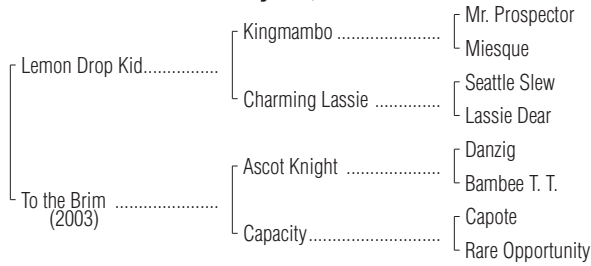 Mr. Prospector
Kingmambo ....................
Miesque
Lemon Drop Kid...............
Seattle Slew
Charming Lassie .............
Lassie Dear
Danzig
Ascot Knight ...................
Bambee T. T.
To the Brim .....................
(2003)
Capote
Capacity..........................
Rare Opportunity